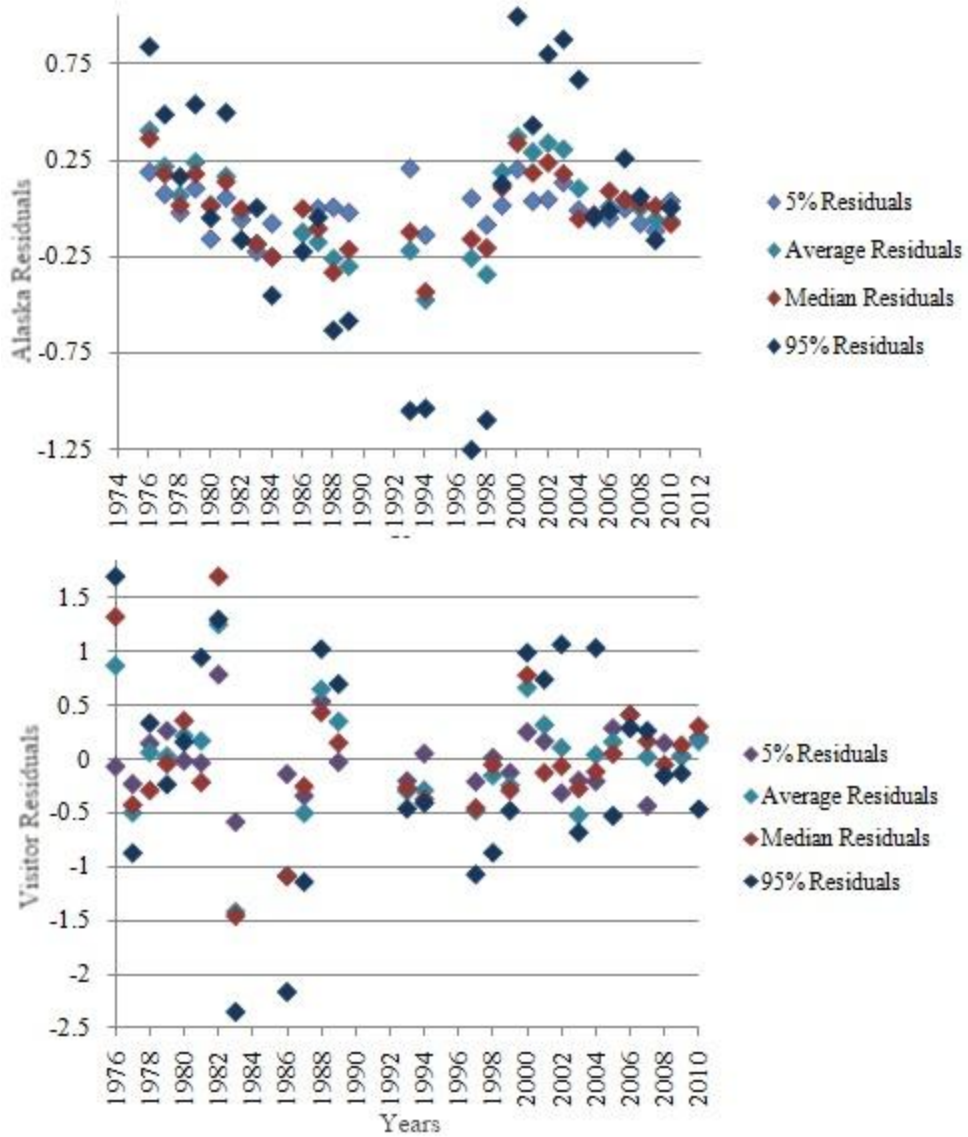 0.75
0.25
-0.25
-0.75
-1.25
Alaska Residuals
1974 1976 1978 1980 1982 1984 1986 1988 1990 1992 1994 1996 1998 2000 2002 2004 2006 2008 2010 2012
5% Residuals
Average Residuals
Median Residuals
95% Residuals
1.5
1
0.5
0
-0.5
-1
-1.5
-2
-2.5
Visitor Residuals
1976 1978 1980 1982 1984 1986 1988 1990 1992 1994 1996 1998 2000 2002 2004 2006 2008 2010
Years
5% Residuals
Average Residuals
Median Residuals
95% Residuals